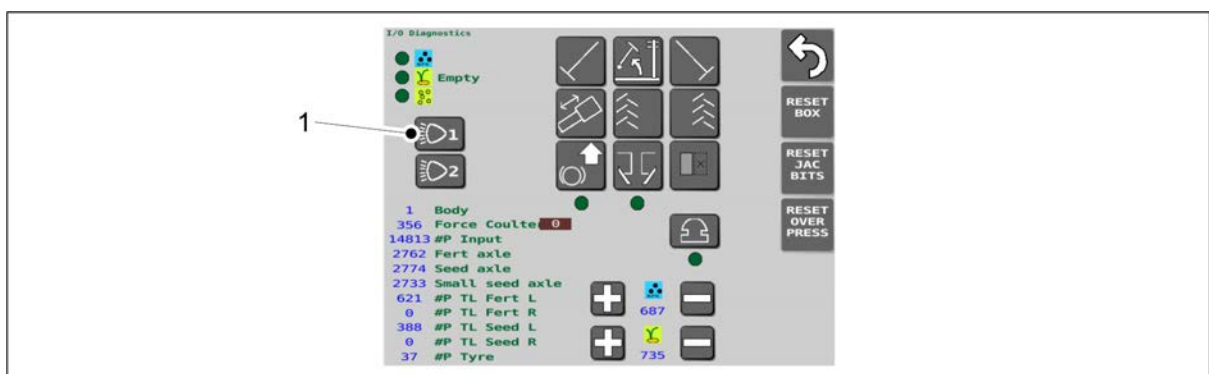 I/O Diagnostics
Empty
1
1
2
RESET
BOX
RESET
JAC
BITS
RESET
OVER
PRESS
1 Body
356 Force Coulte 0
14813 #P Input
2762 Fert axle
2774 Seed axle
2733 Small seed axle
621 #P TL Fert L
0 #P TL Fert R
388 #P TL Seed L
0 #P TL Seed R
37 #P Tyre
687
735